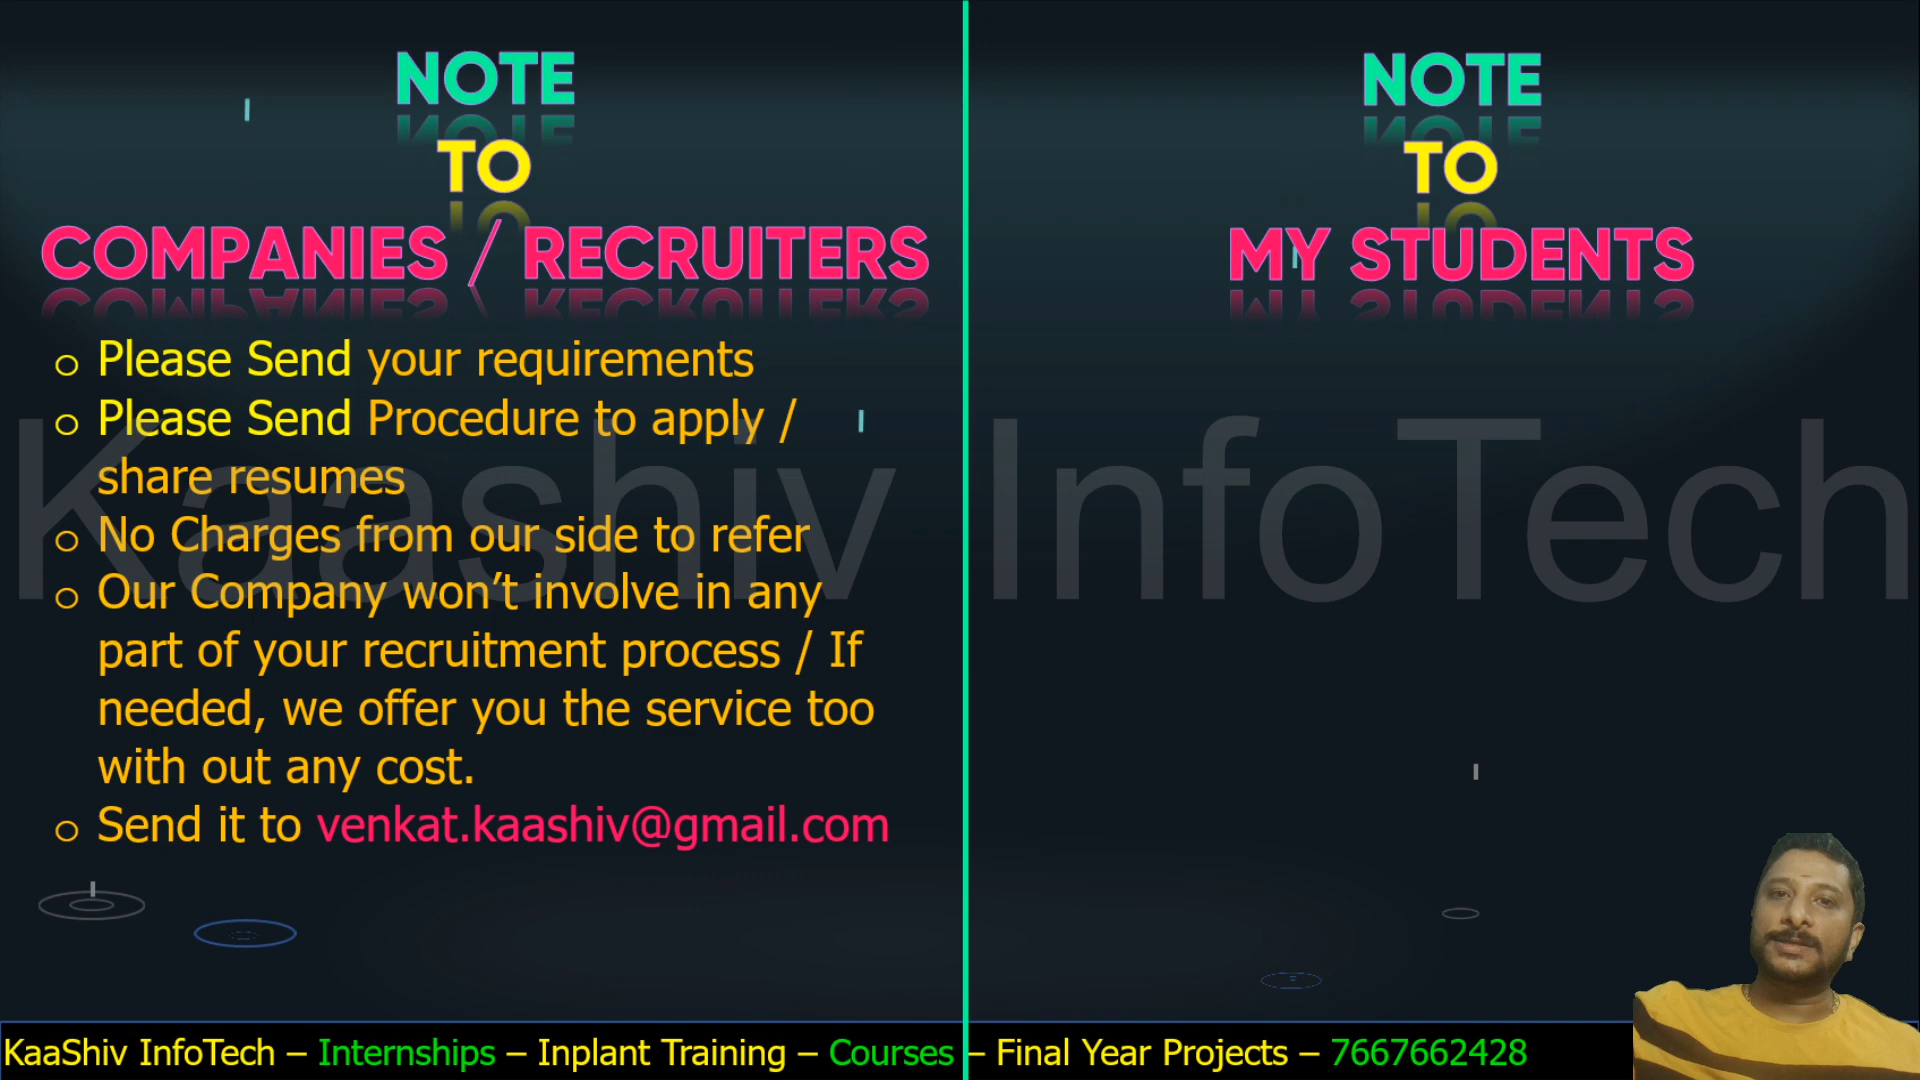 NOTE
TO
COMPANIES / RECRUITERS
o Please Send your requirements
o Please Send Procedure to apply /
share resumes
o No Charges from our side to refer
o Our Company won’t involve in any
part of your recruitment process / If
needed, we offer you the service too
with out any cost.
o Send it to venkat.kaashiv@gmail.com
NOTE
TO
MY STUDENTS
Kaashiv InfoTech
KaaShiv InfoTech – Internships – Inplant Training – Courses – Final Year Projects – 7667662428